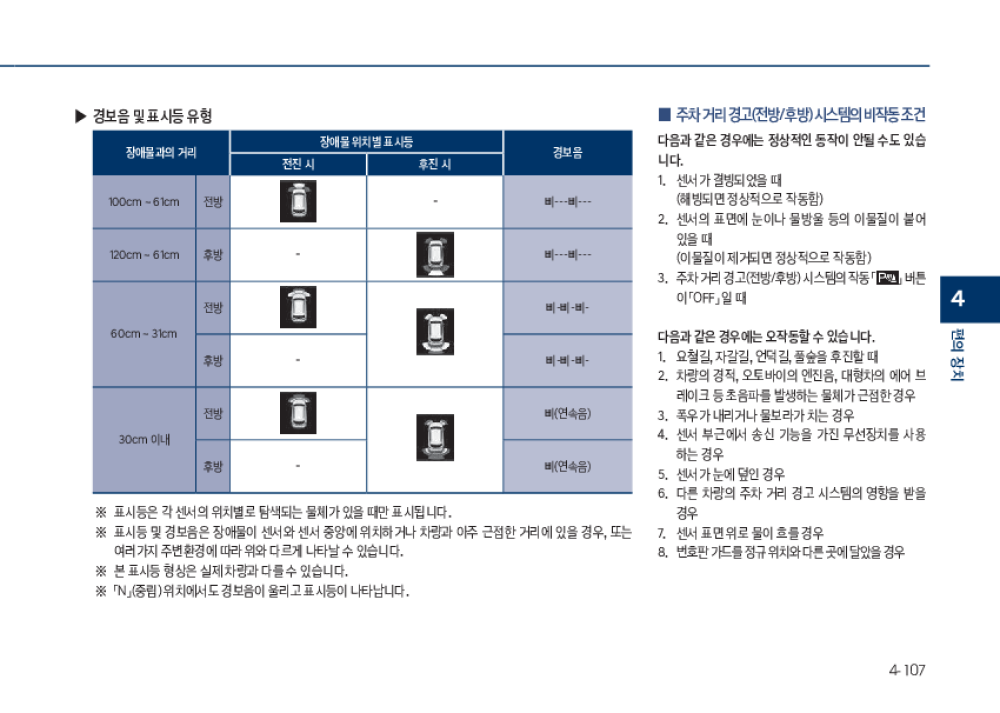 ▶ 경보음 및 표시등 유형
장애물과의 거리
장애물 위치별 표시등
경보음
전진 시
후진 시
100cm ~ 61cm 전방 - 삐---삐---
120cm ~ 61cm 후방 - 삐---삐---
60cm ~ 31cm
전방 삐-삐-삐-
후방 - 삐-삐-삐-
30cm 이내
전방 삐(연속음)
후방 - 삐(연속음)
※ 표시등은 각 센서의 위치별로 탐색되는 물체가 있을 때만 표시됩니다.
※ 표시등 및 경보음은 장애물이 센서와 센서 중앙에 위치하거나 차량과 아주 근접한 거리에 있을 경우, 또는
여러가지 주변환경에 따라 위와 다르게 나타날 수 있습니다.
※ 본 표시등 형상은 실제차량과 다를 수 있습니다.
※ 「N」(중립) 위치에서도 경보음이 울리고 표시등이 나타납니다.
■ 주차 거리 경고(전방/후방) 시스템의 비작동 조건
다음과 같은 경우에는 정상적인 동작이 안될 수도 있습
니다.
1. 센서가 결빙되었을 때
(해빙되면 정상적으로 작동함)
2. 센서의 표면에 눈이나 물방울 등의 이물질이 붙어
있을 때
(이물질이 제거되면 정상적으로 작동함)
3. 주차 거리 경고(전방/후방) 시스템의 작동 「P」 버튼
이 「OFF」일 때
다음과 같은 경우에는 오작동할 수 있습니다.
1. 요철길, 자갈길, 언덕길, 풀숲을 후진할 때
2. 차량의 경적, 오토바이의 엔진음, 대형차의 에어 브
레이크 등 초음파를 발생하는 물체가 근접한 경우
3. 폭우가 내리거나 물보라가 치는 경우
4. 센서 부근에서 송신 기능을 가진 무선장치를 사용
하는 경우
5. 센서가 눈에 덮인 경우
6. 다른 차량의 주차 거리 경고 시스템의 영향을 받을
경우
7. 센서 표면 위로 물이 흐를 경우
8. 번호판 가드를 정규 위치와 다른 곳에 달았을 경우
4
편의 장치
4-107